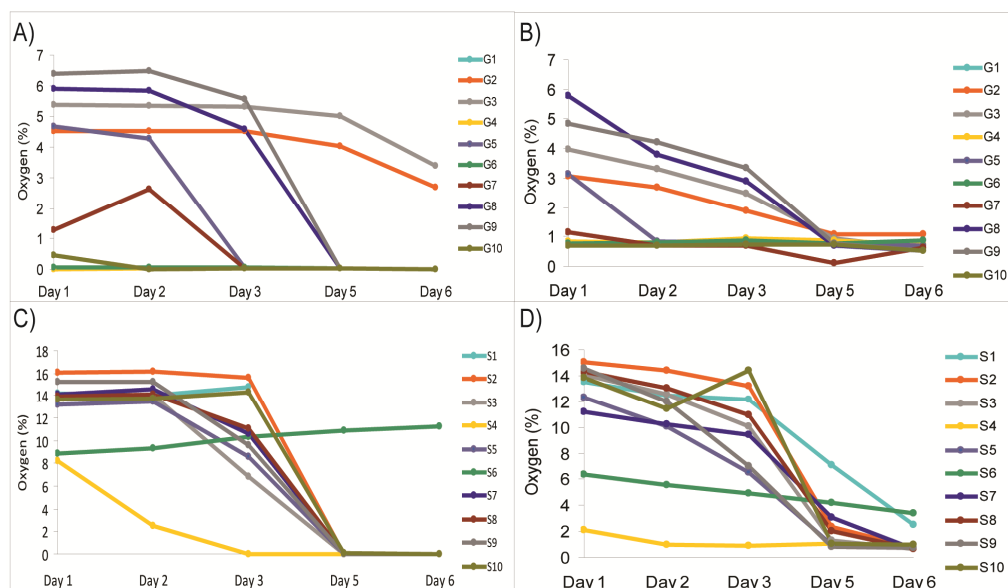 A)
Oxygen (%)
7
6
5
4
3
2
1
0
Day 1 Day 2 Day 3 Day 5 Day 6
G1
G2
G3
G4
G5
G6
G7
G8
G9
G10
B)
Oxygen (%)
7
6
5
4
3
2
1
0
Day 1 Day 2 Day 3 Day 5 Day 6
G1
G2
G3
G4
G5
G6
G7
G8
G9
G10
C)
Oxygen (%)
18
16
14
12
10
8
6
4
2
0
Day 1 Day 2 Day 3 Day 5 Day 6
S1
S2
S3
S4
S5
S6
S7
S8
S9
S10
D)
Oxygen (%)
16
14
12
10
8
6
4
2
0
Day 1 Day 2 Day 3 Day 5 Day 6
S1
S2
S3
S4
S5
S6
S7
S8
S9
S10